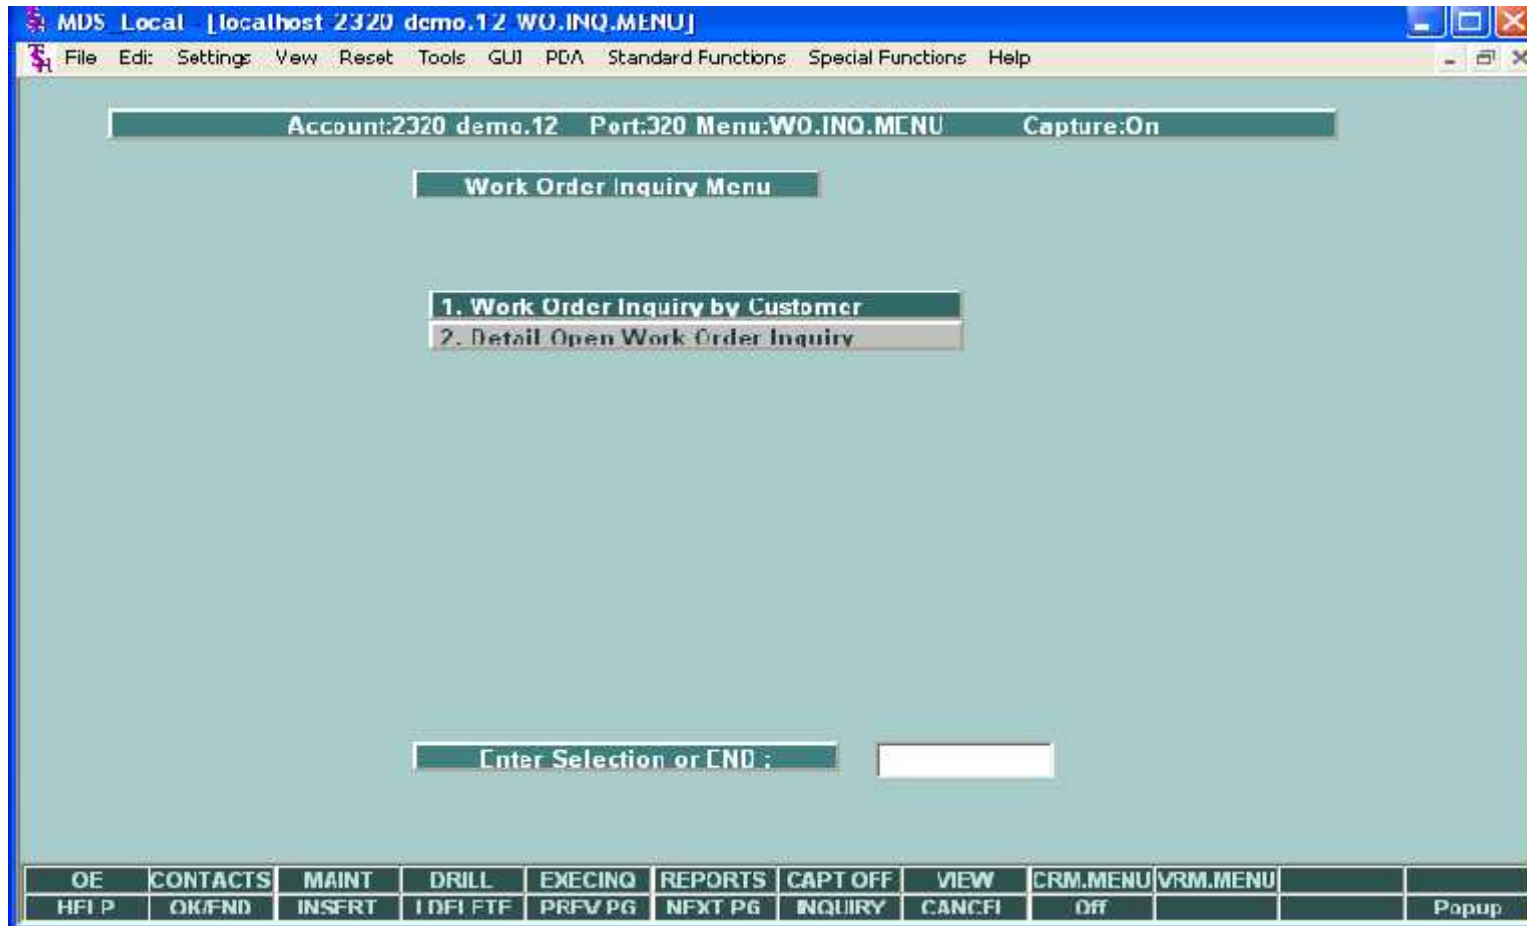 MDS_Local - [localhost 2320 demo.12 WO.INQ.MENU]
File Edit Settings View Reset Tools GUI PDA Standard Functions Special Functions Help
Account:2320 demo.12 Port:320 Menu:WO.INQ.MENU Capture:On
Work Order Inquiry Menu
1. Work Order Inquiry by Customer
2. Detail Open Work Order Inquiry
Enter Selection or END :
OE CONTACTS MAINT DRILL EXECINQ REPORTS CAPT OFF VIEW CRM.MENU VRM.MENU
HELP OK/END INSERT LDELETE PREV PG NEXT PG INQUIRY CANCEL Off Popup